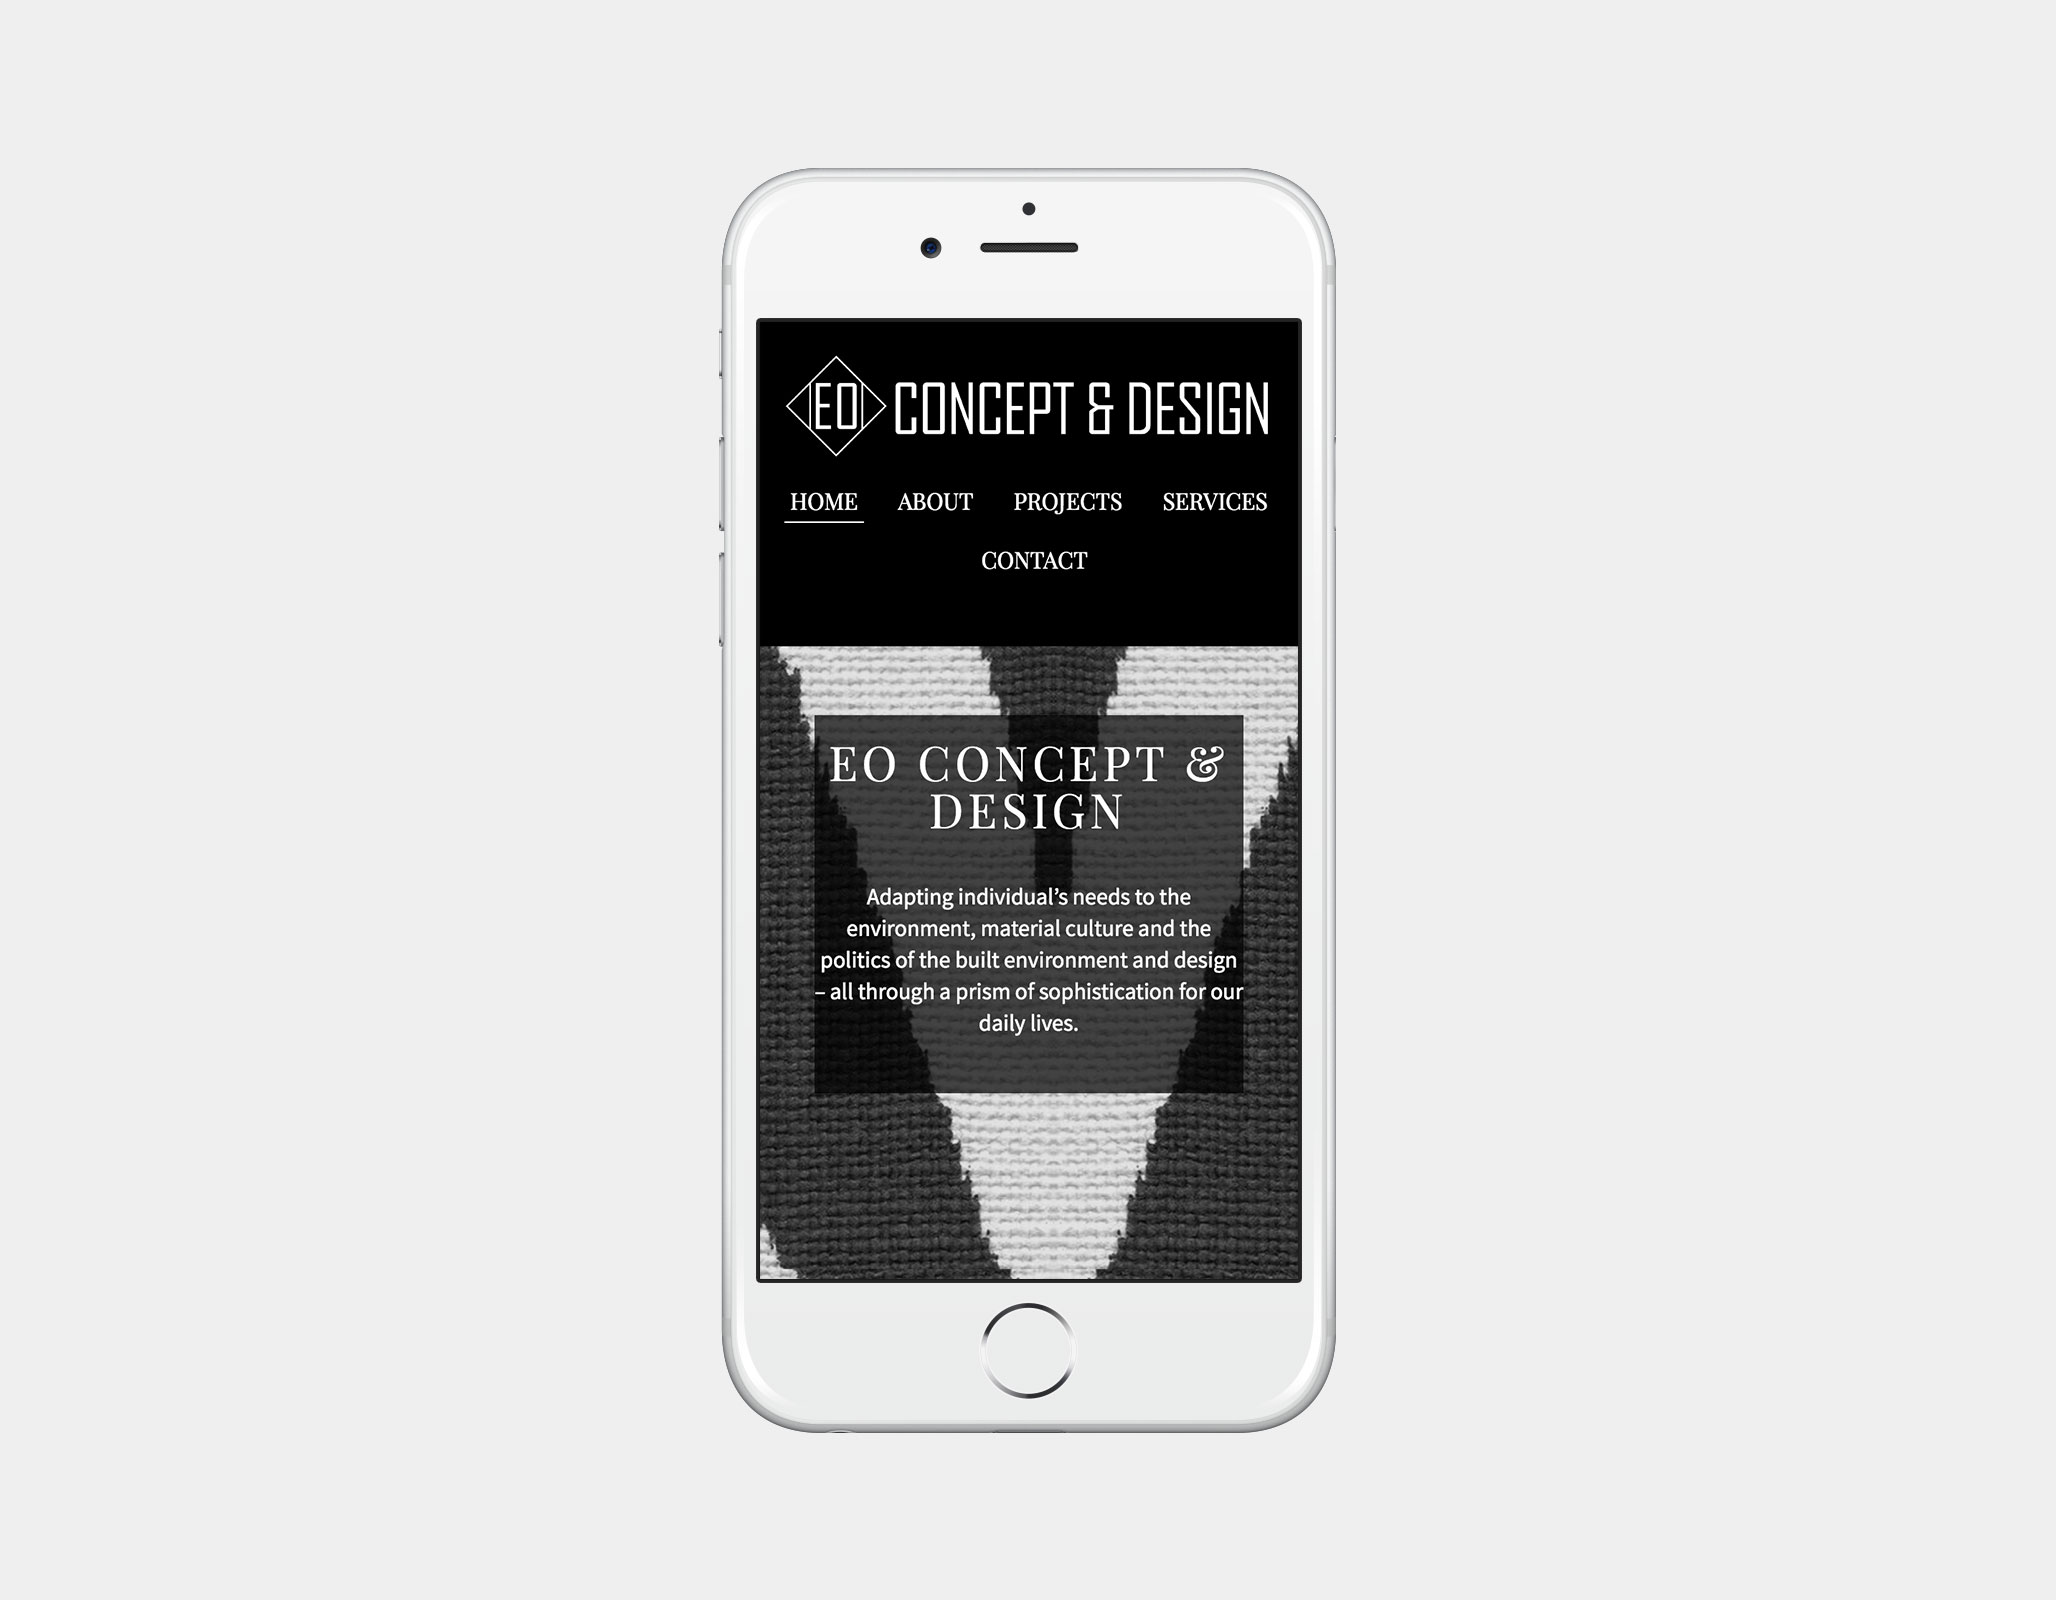 EO CONCEPT & DESIGN
HOME ABOUT PROJECTS SERVICES
CONTACT
EO CONCEPT &
DESIGN
Adapting individual’s needs to the
environment, material culture and the
politics of the built environment and design
– all through a prism of sophistication for our
daily lives.